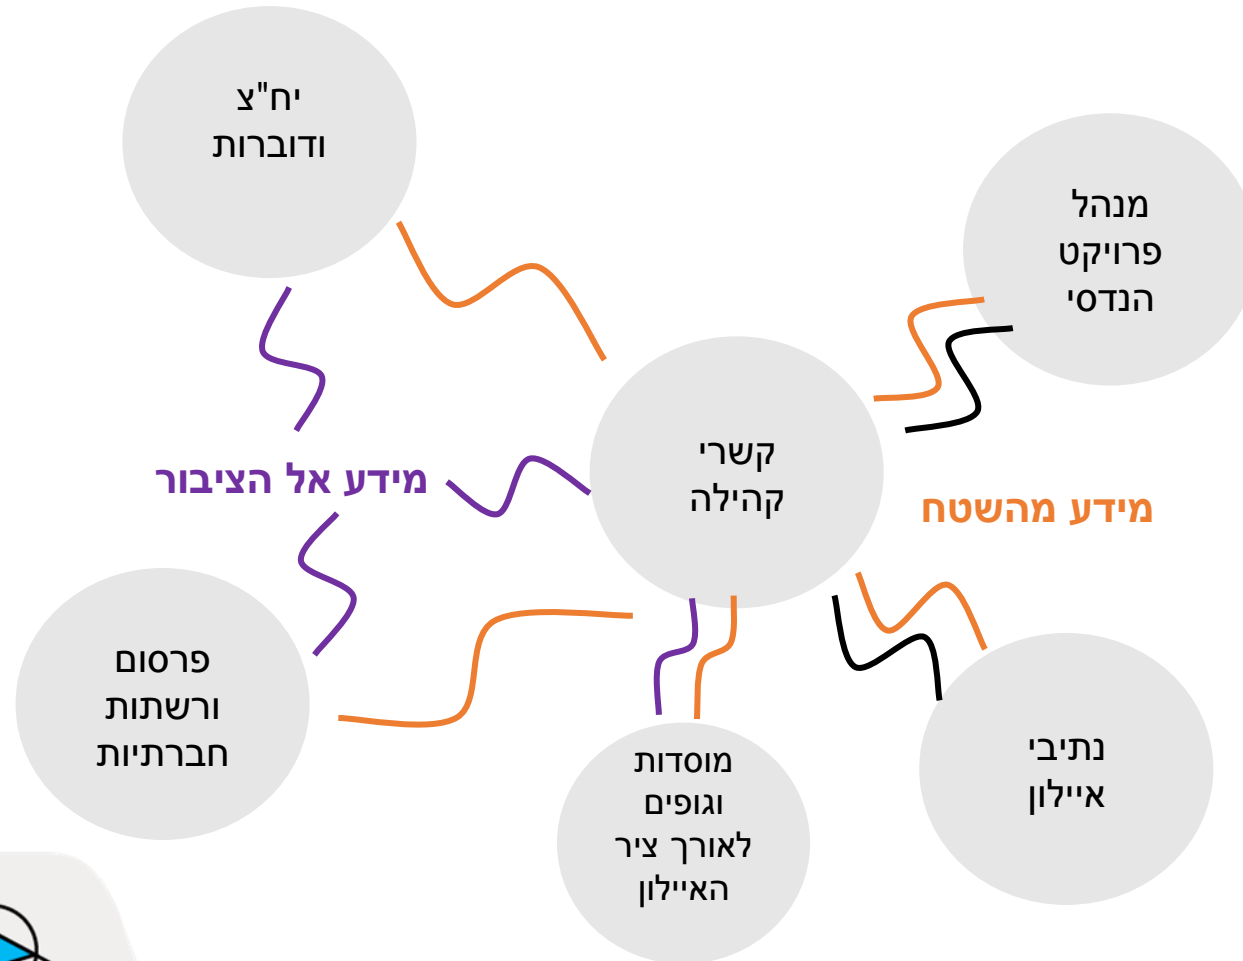 יח"צ
ודוברות
מנהל
פרויקט
הנדסי
קשרי
קהילה
מידע אל הציבור
מידע מהשטח
פרסום
ורשתות
חברתיות
מוסדות
וגופים
לאורך ציר
האיילון
נתיבי
איילון